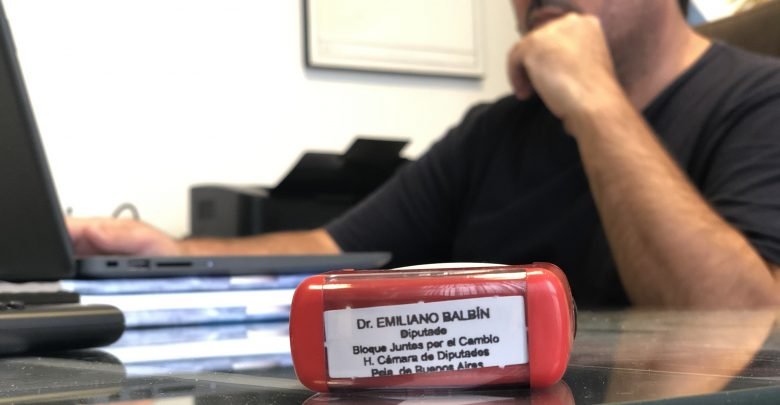 Dr. EMILIANO BALBÍN
Diputado
Bloque Juntos por el Cambio
H. Cámara de Diputados
Pcia. de Buenos Aires